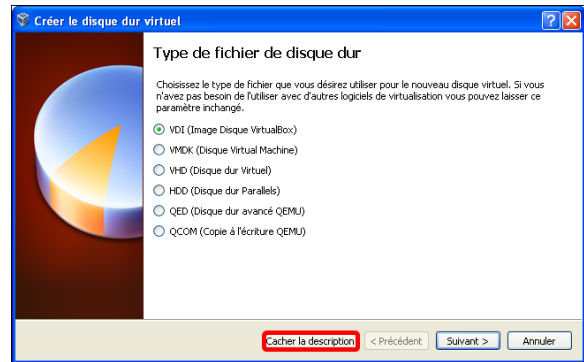 Créer le disque dur virtuel
Type de fichier de disque dur
Choisissez le type de fichier que vous désirez utiliser pour le nouveau disque virtuel. Si vous
n'avez pas besoin de l'utiliser avec d'autres logiciels de virtualisation vous pouvez laisser ce
paramètre inchangé.
VDI (Image Disque VirtualBox)
VMDK (Disque Virtual Machine)
VHD (Disque dur Virtuel)
HDD (Disque dur Parallels)
QED (Disque dur avancé QEMU)
QCOM (Copie à l'écriture QEMU)
Cacher la description < Précédent Suivant > Annuler